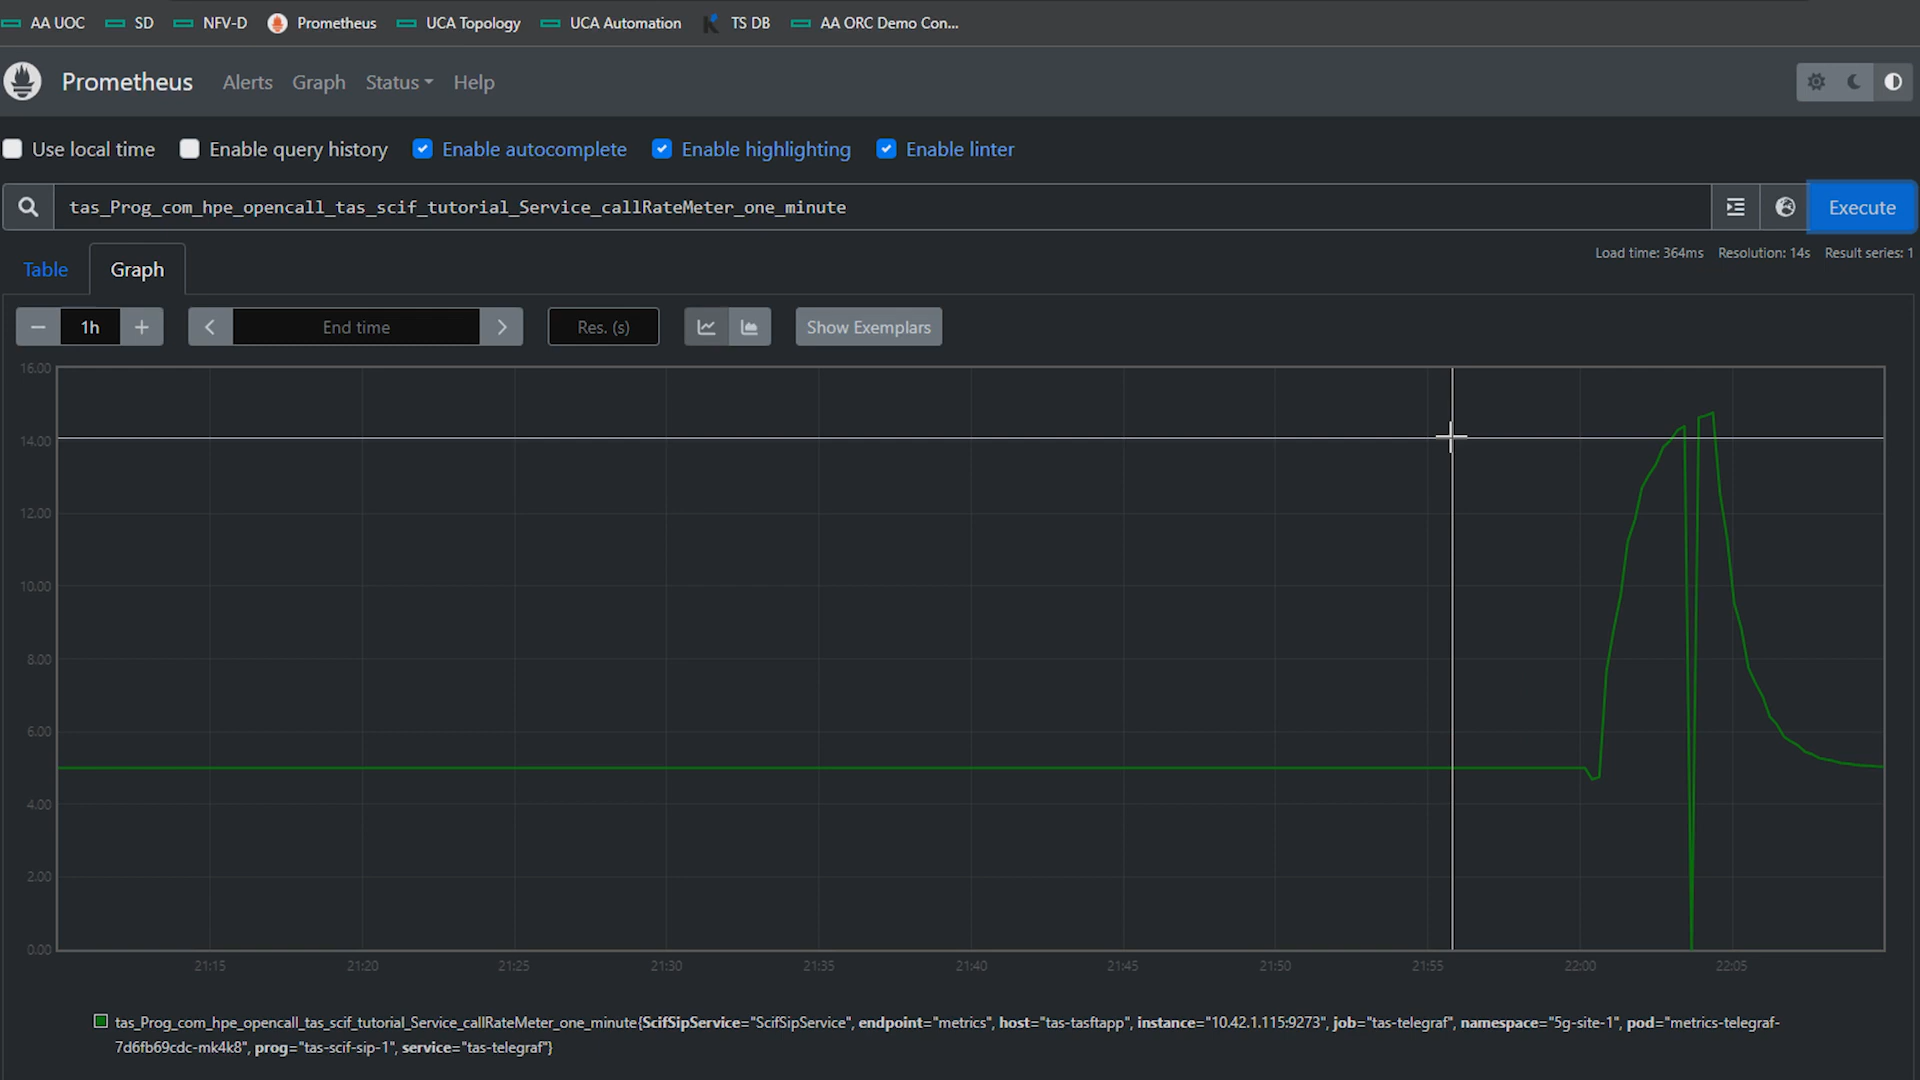 AA UOC SD NFV-D Prometheus UCA Topology UCA Automation TS DB AA ORC Demo Con...
Prometheus Alerts Graph Status Help
Use local time Enable query history Enable autocomplete Enable highlighting Enable linter
tas_Prog_com_hpe_opencall_tas_scif_tutorial_Service_callRateMeter_one_minute Execute
Load time: 364ms Resolution: 14s Result series: 1
Table Graph
1h End time Res. (s) Show Exemplars
16.00
14.00
12.00
10.00
8.00
6.00
4.00
2.00
0.00
21:15 21:20 21:25 21:30 21:35 21:40 21:45 21:50 21:55 22:00 22:05
tas_Prog_com_hpe_opencall_tas_scif_tutorial_Service_callRateMeter_one_minute{ScifSipService="ScifSipService", endpoint="metrics", host="tas-tasftapp", instance="10.42.1.115:9273", job="tas-telegraf", namespace="5g-site-1", pod="metrics-telegraf-
7d6fb69cdc-mk4k8", prog="tas-scif-sip-1", service="tas-telegraf"}